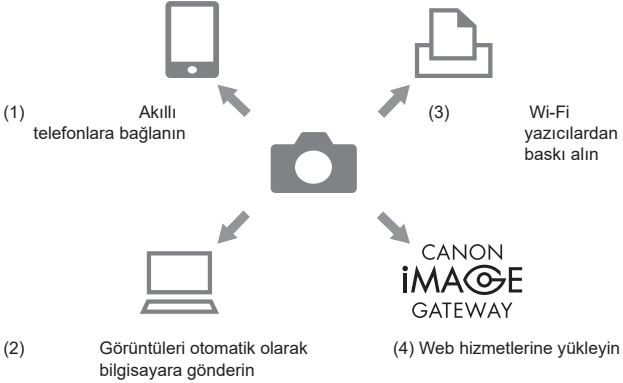 (1) Akıllı
telefonlara bağlanın
(3) Wi-Fi
yazıcılardan
baskı alın
CANON
iMAGE
GATEWAY
(2) Görüntüleri otomatik olarak
bilgisayara gönderin
(4) Web hizmetlerine yükleyin